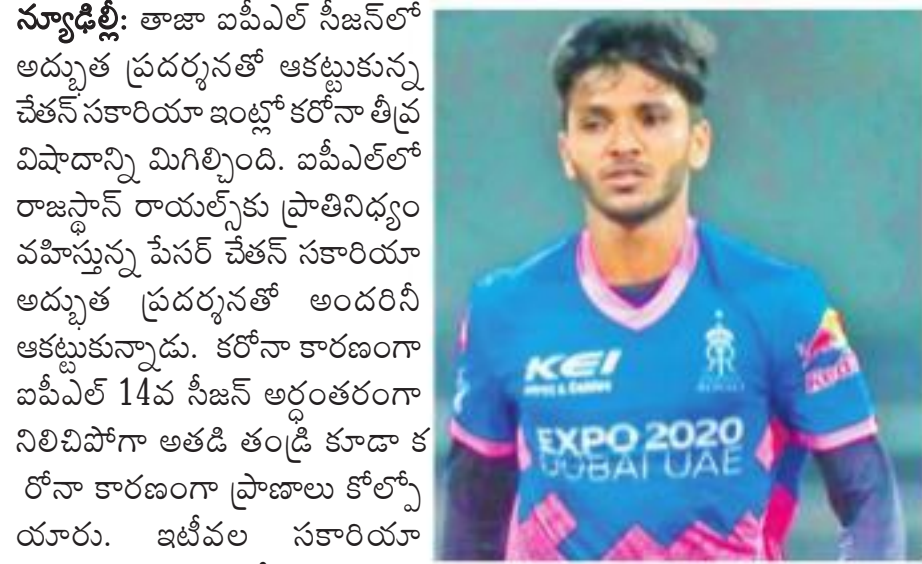 న్యూఢిల్లీ: తాజా ఐపీఎల్ సీజన్‌లో
అద్భుత ప్రదర్శనతో ఆకట్టుకున్న
చేతన్ సకారియా ఇంట్లో కరోనా తీవ్ర
విషాదాన్ని మిగిల్చింది. ఐపీఎల్‌లో
రాజస్థాన్ రాయల్స్‌కు ప్రాతినిధ్యం
వహిస్తున్న పేసర్ చేతన్ సకారియా
అద్భుత ప్రదర్శనతో అందరినీ
ఆకట్టుకున్నాడు. కరోనా కారణంగా
ఐపీఎల్ 14వ సీజన్ అర్ధంతరంగా
నిలిచిపోగా అతడి తండ్రి కూడా క
రోనా కారణంగా ప్రాణాలు కోల్పో
యారు. ఇటీవల సకారియా
KEI
EXPO 2020
DUBAI UAE